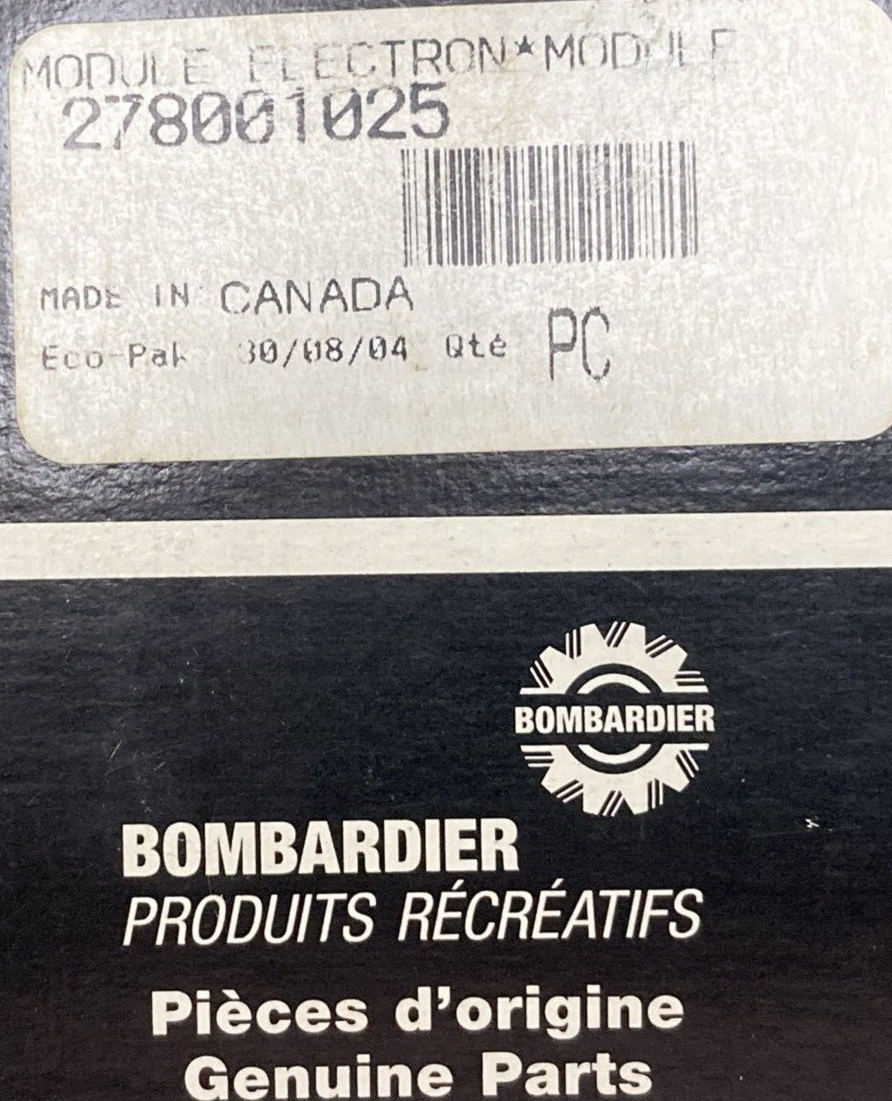 MODULE ELECTRON*MODULE
278001025
MADE IN CANADA
Eco-Pak 30/08/04 Qté PC
BOMBARDIER
BOMBARDIER
PRODUITS RÉCRÉATIFS
Pièces d'origine
Genuine Parts